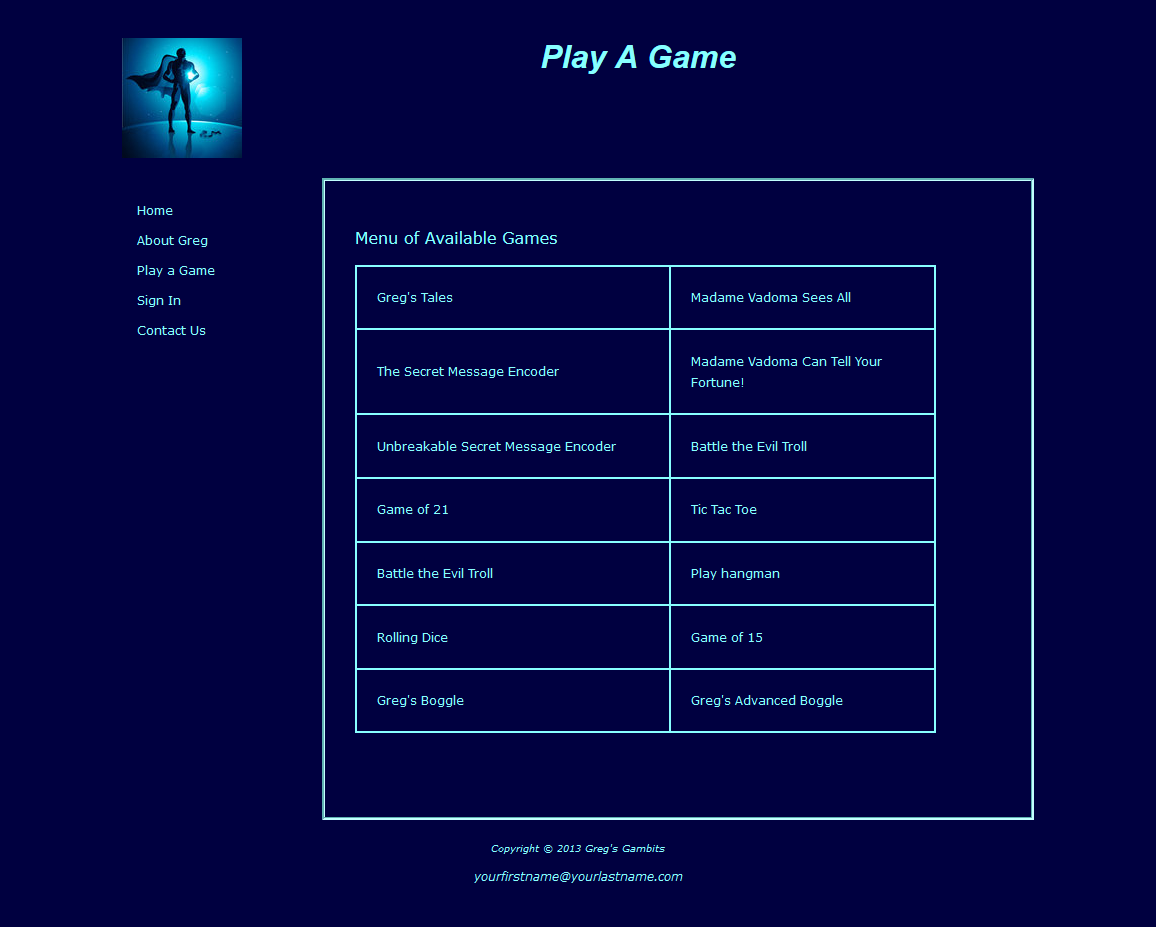 Play A Game
Home
About Greg
Play a Game
Sign In
Contact Us
Menu of Available Games
Greg's Tales
Madame Vadoma Sees All
The Secret Message Encoder
Madame Vadoma Can Tell Your
Fortune!
Unbreakable Secret Message Encoder
Battle the Evil Troll
Game of 21
Tic Tac Toe
Battle the Evil Troll
Play hangman
Rolling Dice
Game of 15
Greg's Boggle
Greg's Advanced Boggle
Copyright © 2013 Greg's Gambits
yourfirstname@yourlastname.com